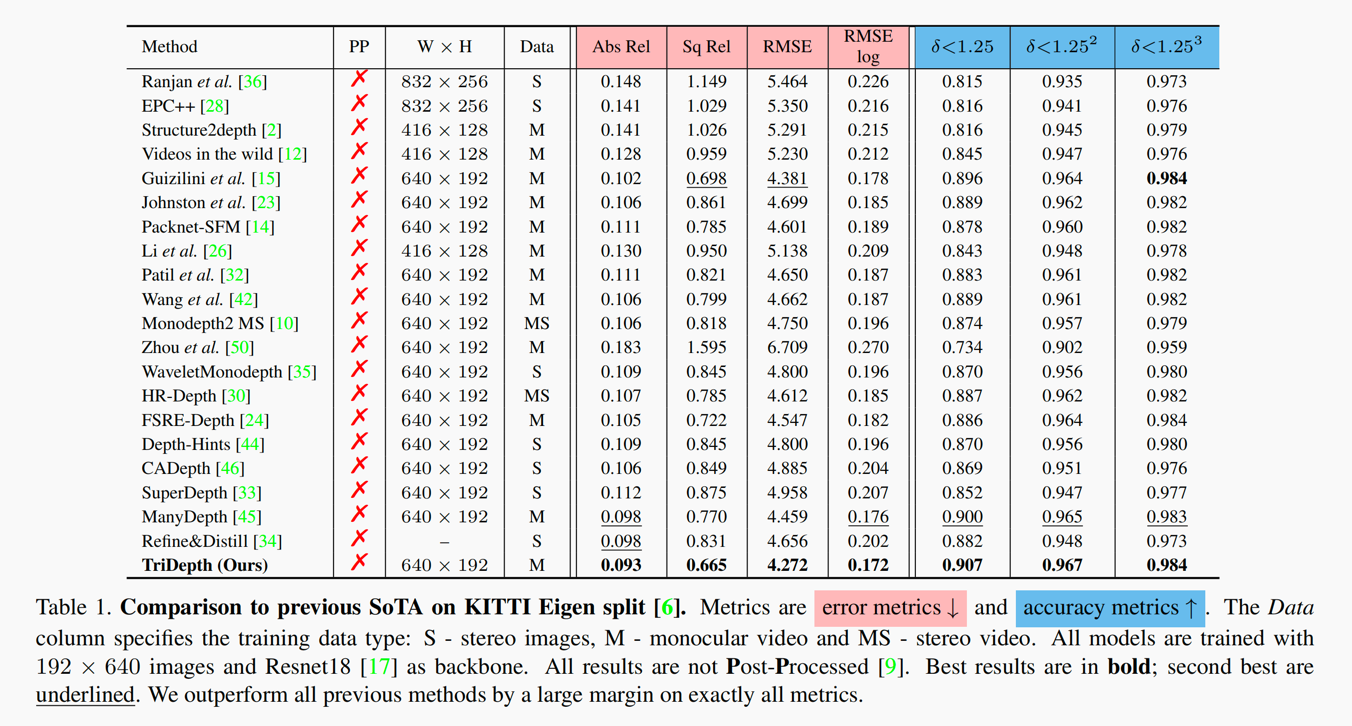 Method PP W × H Data Abs Rel Sq Rel RMSE RMSE log δ<1.25 δ<1.25² δ<1.25³
Ranjan et al. [36] ✗ 832 × 256 S 0.148 1.149 5.464 0.226 0.815 0.935 0.973
EPC++ [28] ✗ 832 × 256 S 0.141 1.029 5.350 0.216 0.816 0.941 0.976
Structure2depth [2] ✗ 416 × 128 M 0.141 1.026 5.291 0.215 0.816 0.945 0.979
Videos in the wild [12] ✗ 416 × 128 M 0.128 0.959 5.230 0.212 0.845 0.947 0.976
Guizilini et al. [15] ✗ 640 × 192 M 0.102 0.698 4.381 0.178 0.896 0.964 0.984
Johnston et al. [23] ✗ 640 × 192 M 0.106 0.861 4.699 0.185 0.889 0.962 0.982
Packnet-SFM [14] ✗ 640 × 192 M 0.111 0.785 4.601 0.189 0.878 0.960 0.982
Li et al. [26] ✗ 416 × 128 M 0.130 0.950 5.138 0.209 0.843 0.948 0.978
Patil et al. [32] ✗ 640 × 192 M 0.111 0.821 4.650 0.187 0.883 0.961 0.982
Wang et al. [42] ✗ 640 × 192 M 0.106 0.799 4.662 0.187 0.889 0.961 0.982
Monodepth2 MS [10] ✗ 640 × 192 MS 0.106 0.818 4.750 0.196 0.874 0.957 0.979
Zhou et al. [50] ✗ 640 × 192 M 0.183 1.595 6.709 0.270 0.734 0.902 0.959
WaveletMonodepth [35] ✗ 640 × 192 S 0.109 0.845 4.800 0.196 0.870 0.956 0.980
HR-Depth [30] ✗ 640 × 192 MS 0.107 0.785 4.612 0.185 0.887 0.962 0.982
FSRE-Depth [24] ✗ 640 × 192 M 0.105 0.722 4.547 0.182 0.886 0.964 0.984
Depth-Hints [44] ✗ 640 × 192 S 0.109 0.845 4.800 0.196 0.870 0.956 0.980
CADepth [46] ✗ 640 × 192 S 0.106 0.849 4.885 0.204 0.869 0.951 0.976
SuperDepth [33] ✗ 640 × 192 S 0.112 0.875 4.958 0.207 0.852 0.947 0.977
ManyDepth [45] ✗ 640 × 192 M 0.098 0.770 4.459 0.176 0.900 0.965 0.983
Refine&Distill [34] ✗ – S 0.098 0.831 4.656 0.202 0.882 0.948 0.973
TriDepth (Ours) ✗ 640 × 192 M 0.093 0.665 4.272 0.172 0.907 0.967 0.984
Table 1. Comparison to previous SoTA on KITTI Eigen split [6]. Metrics are error metrics ↓ and accuracy metrics ↑. The Data
column specifies the training data type: S - stereo images, M - monocular video and MS - stereo video. All models are trained with
192 × 640 images and Resnet18 [17] as backbone. All results are not Post-Processed [9]. Best results are in bold; second best are
underlined. We outperform all previous methods by a large margin on exactly all metrics.